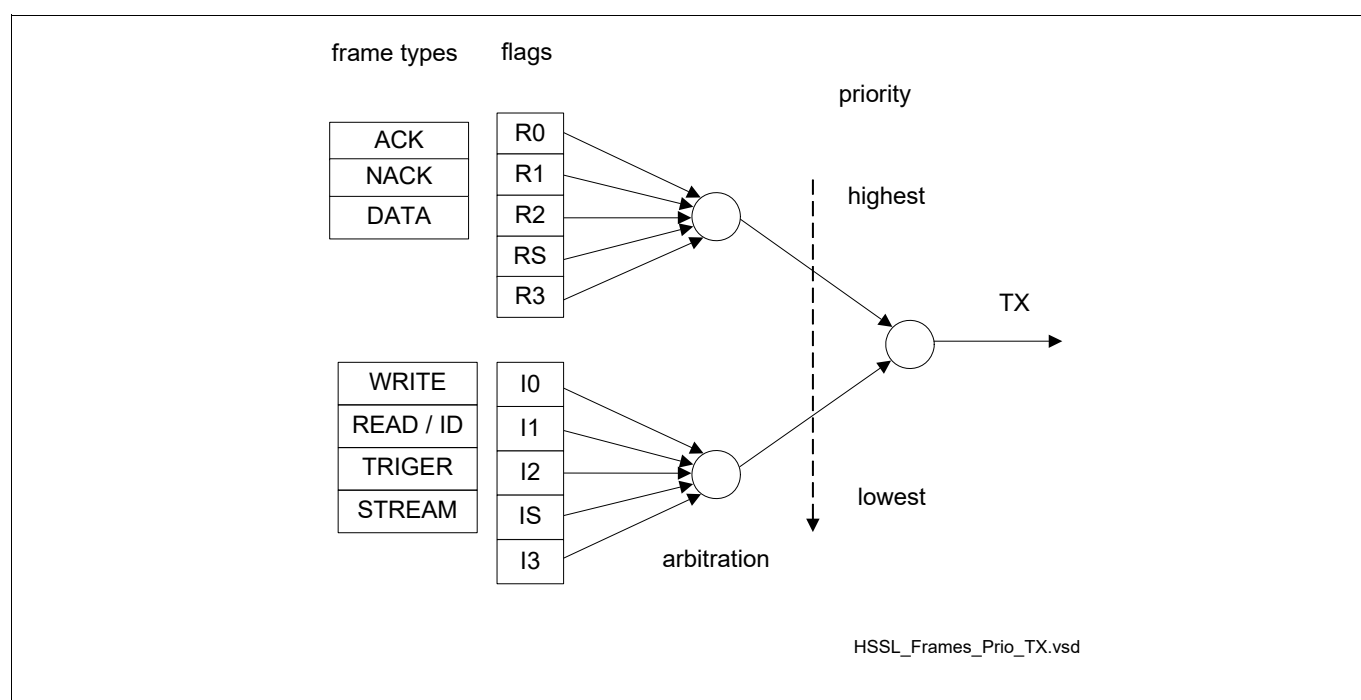 frame types
flags
priority
ACK
NACK
DATA
R0
R1
R2
RS
R3
highest
TX
WRITE
READ / ID
TRIGER
STREAM
I0
I1
I2
IS
I3
lowest
arbitration
HSSL_Frames_Prio_TX.vsd